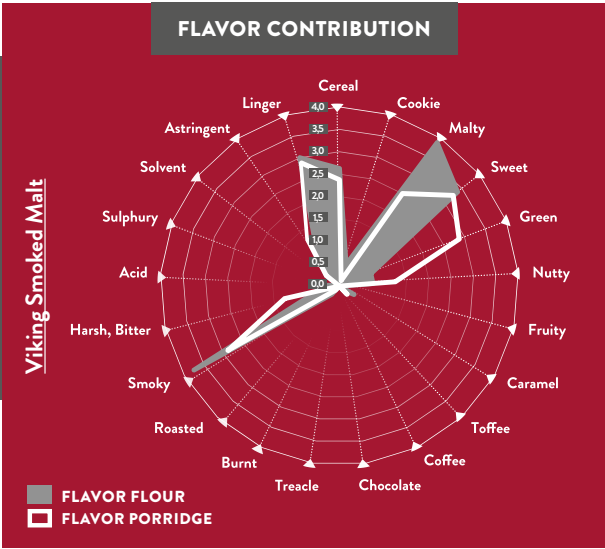 FLAVOR CONTRIBUTION
Viking Smoked Malt
Cereal
Cookie
Malty
Sweet
Green
Nutty
Fruity
Caramel
Toffee
Coffee
Chocolate
Treacle
Burnt
Roasted
Smoky
Harsh, Bitter
Acid
Sulphury
Solvent
Astringent
Linger
4,0
3,5
3,0
2,5
2,0
1,5
1,0
0,5
0,0
FLAVOR FLOUR
FLAVOR PORRIDGE